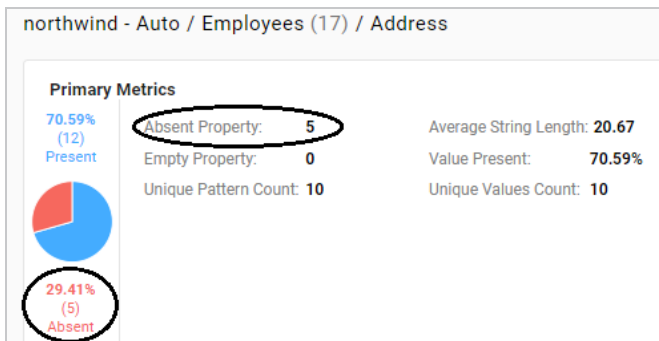 northwind - Auto / Employees (17) / Address
Primary Metrics
70.59%
(12)
Present
Absent Property: 5
Average String Length: 20.67
Empty Property: 0
Value Present: 70.59%
Unique Pattern Count: 10
Unique Values Count: 10
29.41%
(5)
Absent